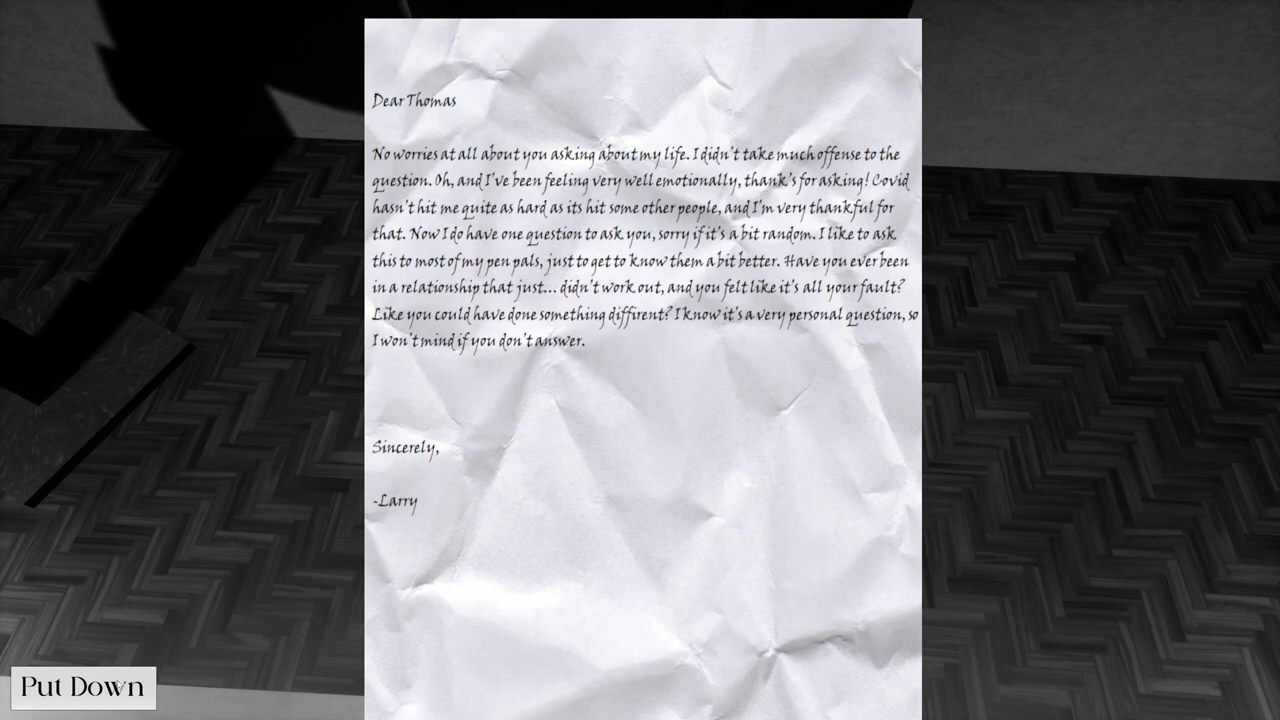 Dear Thomas
No worries at all about you asking about my life. I didn't take much offense to the
question. Oh, and I've been feeling very well emotionally, thank's for asking! Covid
hasn't hit me quite as hard as its hit some other people, and I'm very thankful for
that. Now I do have one question to ask you, sorry if it's a bit random. I like to ask
this to most of my pen pals, just to get to know them a bit better. Have you ever been
in a relationship that just... didn't work out, and you felt like it's all your fault?
Like you could have done something diffirent? I know it's a very personal question, so
I won't mind if you don't answer.
Sincerely,
-Larry
Put Down